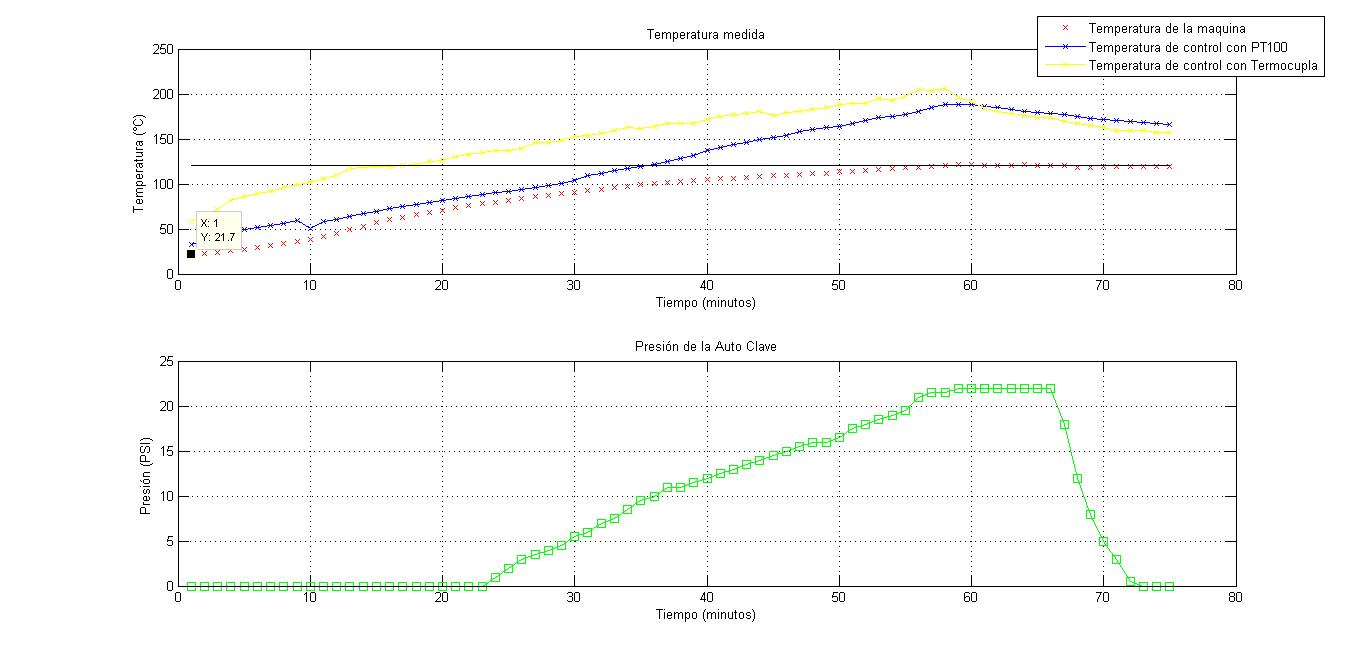 Temperatura medida
Temperatura de la maquina
Temperatura de control con PT100
Temperatura de control con Termocupla
250
200
150
100
50
0
Temperatura (°C)
X: 1
Y: 21.7
0 10 20 30 40 50 60 70 80
Tiempo (minutos)
Presión de la Auto Clave
25
20
15
10
5
0
Presión (PSI)
0 10 20 30 40 50 60 70 80
Tiempo (minutos)